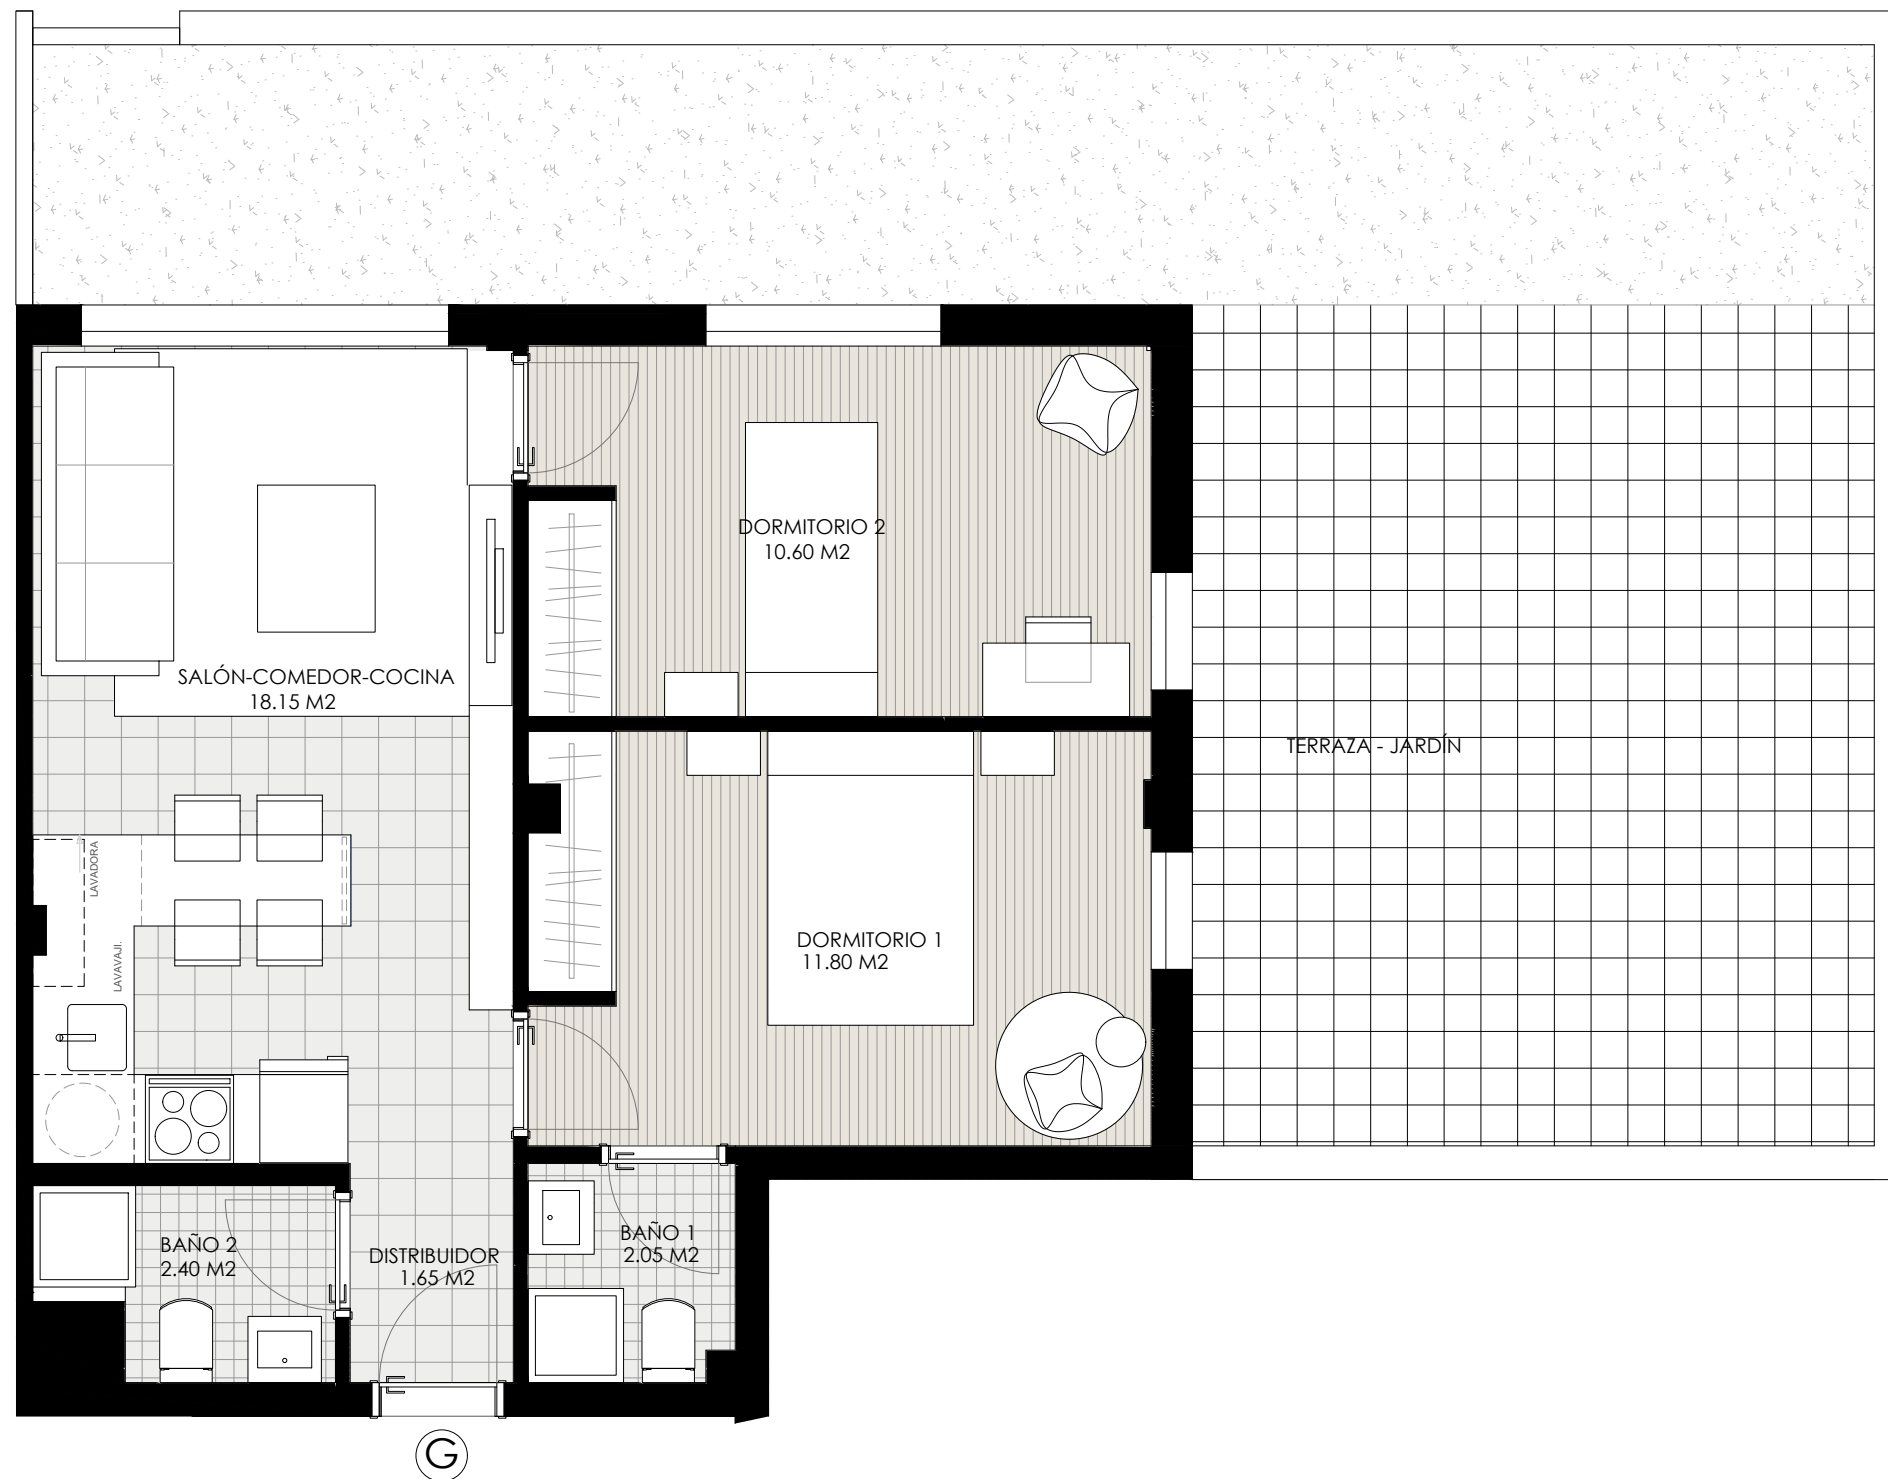 DORMITORIO 2
10.60 M2
SALÓN-COMEDOR-COCINA
18.15 M2
TERRAZA - JARDÍN
LAVADORA
LAVAVAJI.
DORMITORIO 1
11.80 M2
BAÑO 2
2.40 M2
DISTRIBUIDOR
1.65 M2
BAÑO 1
2.05 M2
G